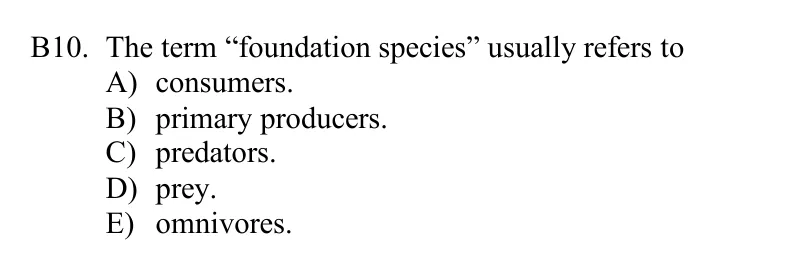 B10. The term “foundation species” usually refers to
A) consumers.
B) primary producers.
C) predators.
D) prey.
E) omnivores.